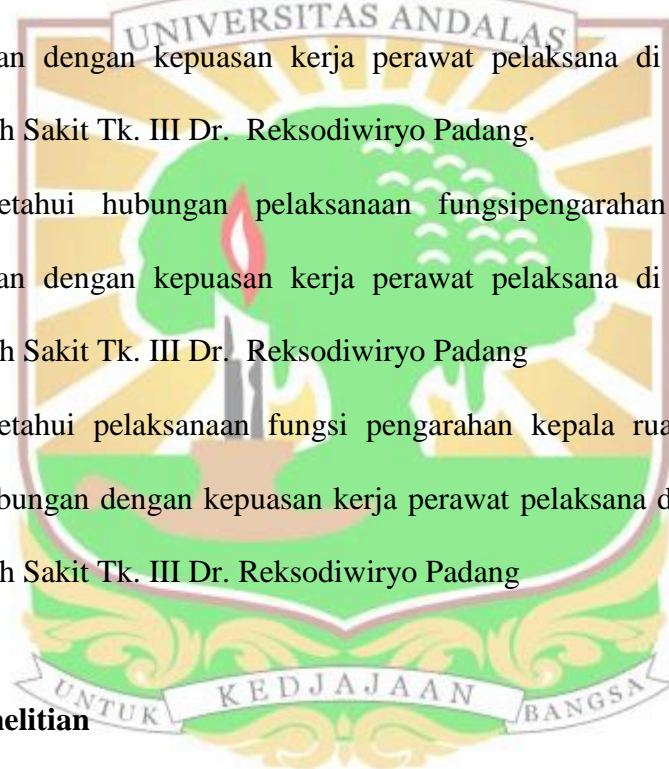 UNIVERSITAS ANDALAS
an dengan kepuasan kerja perawat pelaksana di
h Sakit Tk. III Dr. Reksodiwiryo Padang.
etahui hubungan pelaksanaan fungsipengarahan
an dengan kepuasan kerja perawat pelaksana di
h Sakit Tk. III Dr. Reksodiwiryo Padang
etahui pelaksanaan fungsi pengarahan kepala rua
bungan dengan kepuasan kerja perawat pelaksana d
h Sakit Tk. III Dr. Reksodiwiryo Padang
UNTUK KEDJAJAAN BANGSA
nelitian